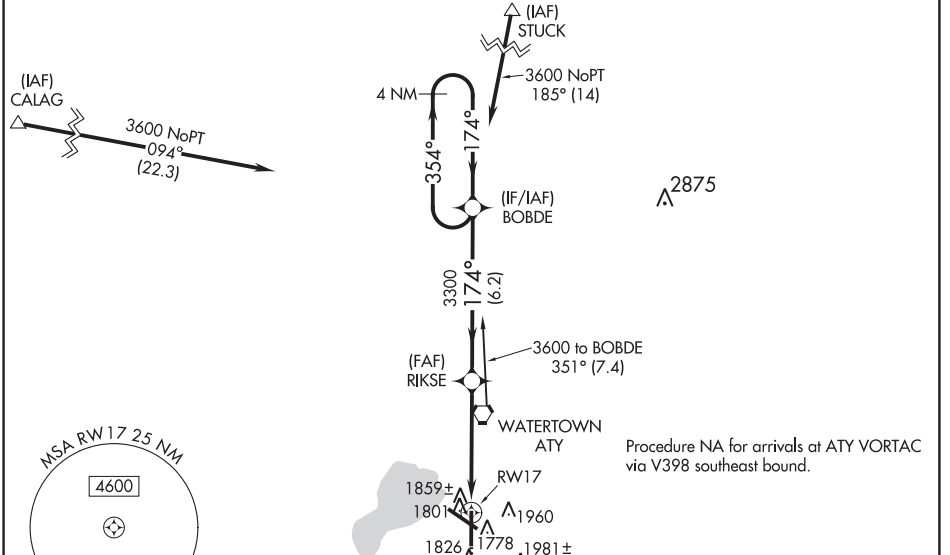 (IAF)
STUCK
3600 NoPT
185° (14)
(IAF)
CALAG
3600 NoPT
094°
(22.3)
4 NM
354°
174°
(IF/IAF)
BOBDE
2875
3300
174°
(6.2)
3600 to BOBDE
351° (7.4)
(FAF)
RIKSE
WATERTOWN
ATY
Procedure NA for arrivals at ATY VORTAC
via V398 southeast bound.
MSA RW17 25 NM
4600
RW17
1859±
1801
1960
1778
1826
1981±